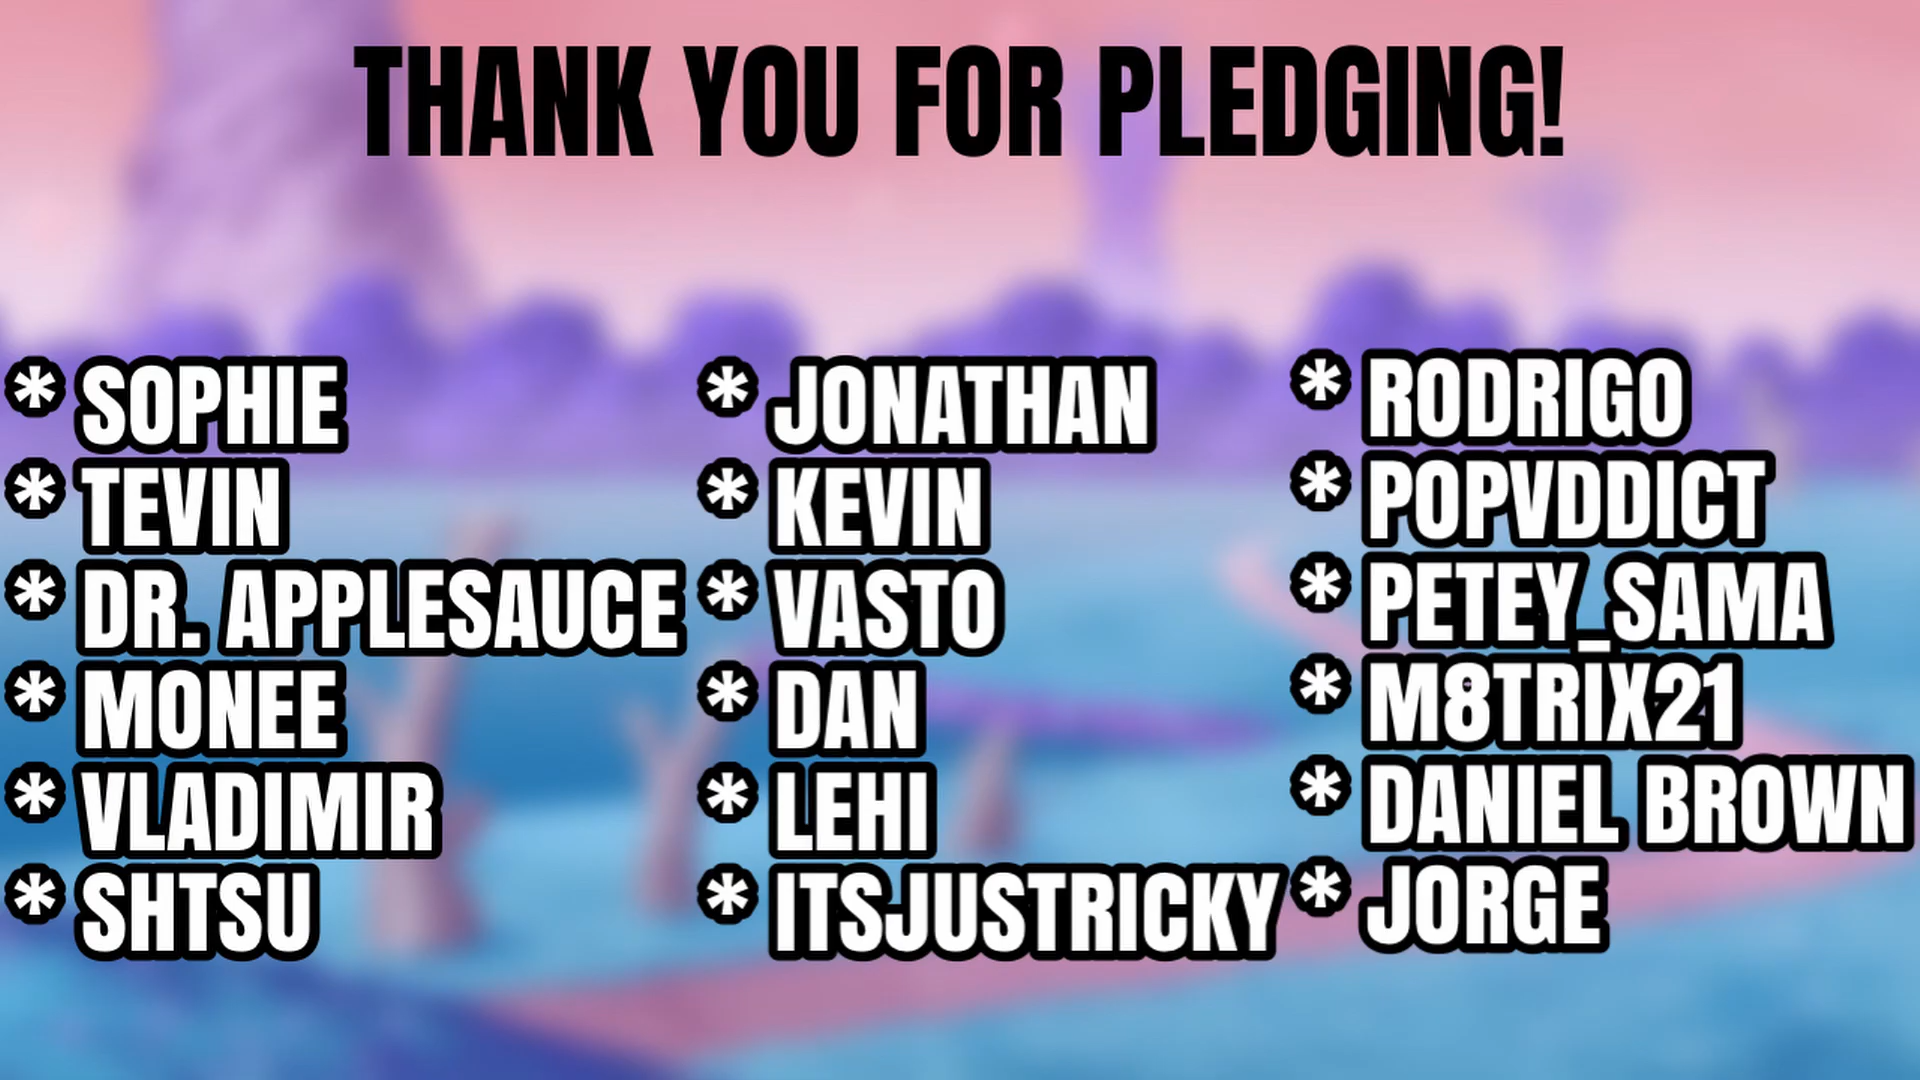 THANK YOU FOR PLEDGING!
* SOPHIE
* TEVIN
* DR. APPLESAUCE
* MONEE
* VLADIMIR
* SHTSU
* JONATHAN
* KEVIN
* VASTO
* DAN
* LEHI
* ITSJUSTRICKY
* RODRIGO
* POPVDDICT
* PETEY_SAMA
* M8TRIX21
* DANIEL BROWN
* JORGE